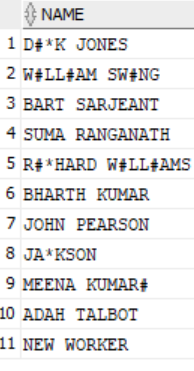 NAME
1 D#*K JONES
2 W#LL#AM SW#NG
3 BART SARJEANT
4 SUMA RANGANATH
5 R#*HARD W#LL#AMS
6 BHARTH KUMAR
7 JOHN PEARSON
8 JA*KSON
9 MEENA KUMAR#
10 ADAH TALBOT
11 NEW WORKER